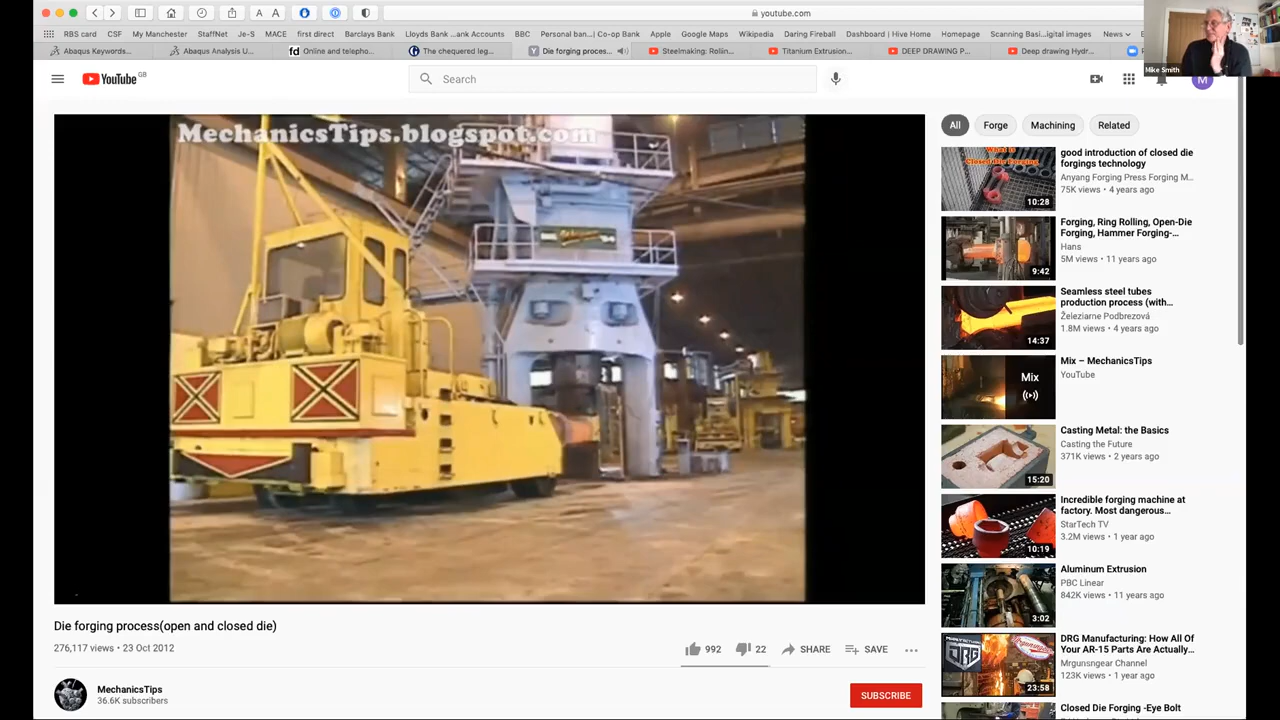 youtube.com
RBS card CSF My Manchester StaffNet Je-S MACE first direct Barclays Bank Lloyds Bank ...ank Accounts BBC Personal ban...| Co-op Bank Apple Google Maps Wikipedia Daring Fireball Dashboard | Hive Home Homepage Scanning Basi...igital images News
Abaqus Keywords... Abaqus Analysis U... Online and telepho... The chequered leg... Die forging proces... Steelmaking: Rollin... Titanium Extrusion... DEEP DRAWING P... Deep drawing Hydr...
Mike Smith
YouTube GB
Search
M
MechanicsTips.blogspot.com
All Forge Machining Related
What is
Closed Die Forging
10:28
good introduction of closed die
forgings technology
Anyang Forging Press Forging M...
75K views • 4 years ago
9:42
Forging, Ring Rolling, Open-Die
Forging, Hammer Forging-...
Hans
5M views • 11 years ago
14:37
Seamless steel tubes
production process (with...
Železiarne Podbrezová
1.8M views • 4 years ago
Mix
Mix – MechanicsTips
YouTube
15:20
Casting Metal: the Basics
Casting the Future
371K views • 2 years ago
10:19
Incredible forging machine at
factory. Most dangerous...
StarTech TV
3.2M views • 1 year ago
3:02
Aluminum Extrusion
PBC Linear
842K views • 11 years ago
DRG
23:58
DRG Manufacturing: How All Of
Your AR-15 Parts Are Actually...
Mrgunsngear Channel
123K views • 1 year ago
Closed Die Forging -Eye Bolt
Die forging process(open and closed die)
276,117 views • 23 Oct 2012
992 22 SHARE SAVE
MechanicsTips
36.6K subscribers
SUBSCRIBE